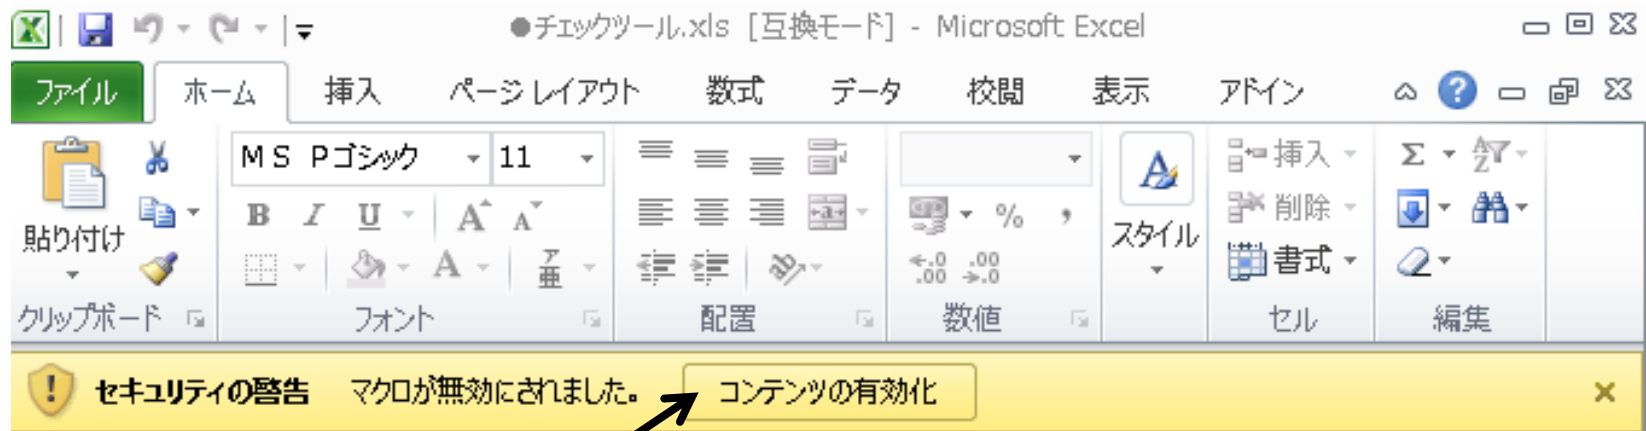 ●チェックツール.xls [互換モード] - Microsoft Excel
ファイル ホーム 挿入 ページ レイアウト 数式 データ 校閲 表示 アドイン
ＭＳ Ｐゴシック 11 挿入 Σ
貼り付け B I U A A % , スタイル 削除
A ア亜 .0 .00 .00 .0 書式
クリップボード フォント 配置 数値 セル 編集
セキュリティの警告 マクロが無効にされました。 コンテンツの有効化